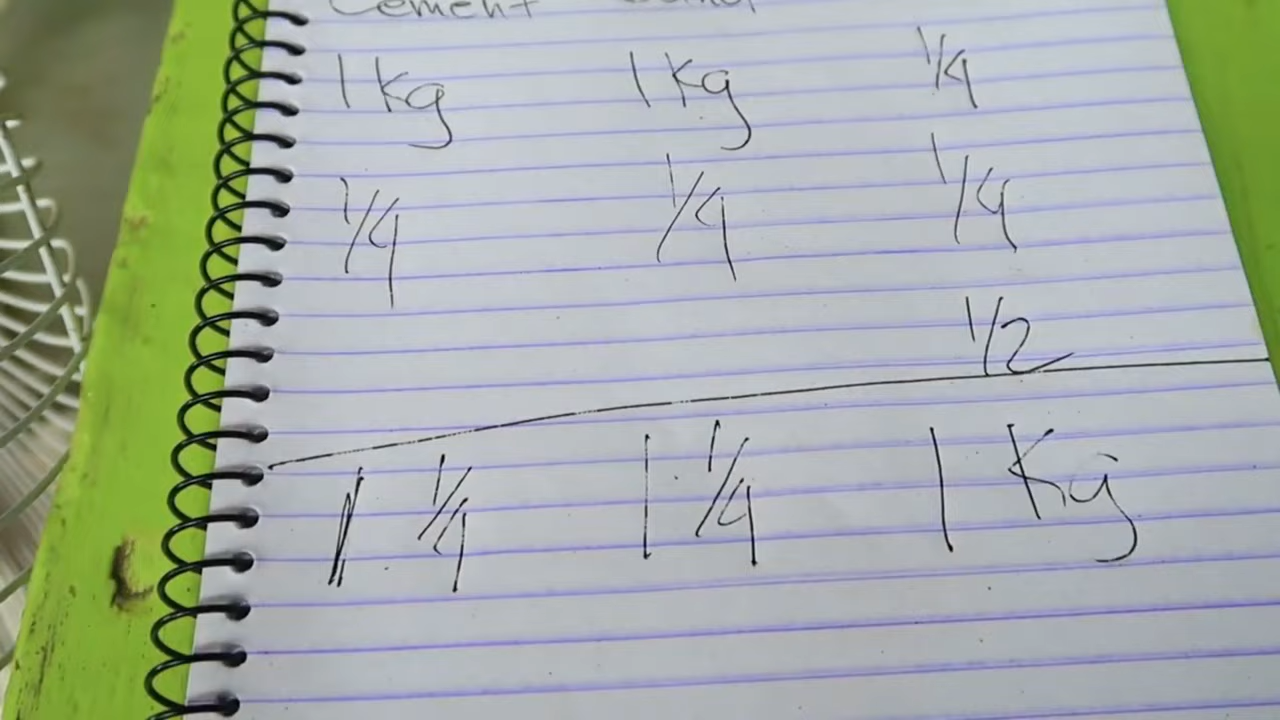 Cement
1 kg 1 kg 1/4
1/4 1/4 1/4
1/2
1 1/4 1 1/4 1 Kg